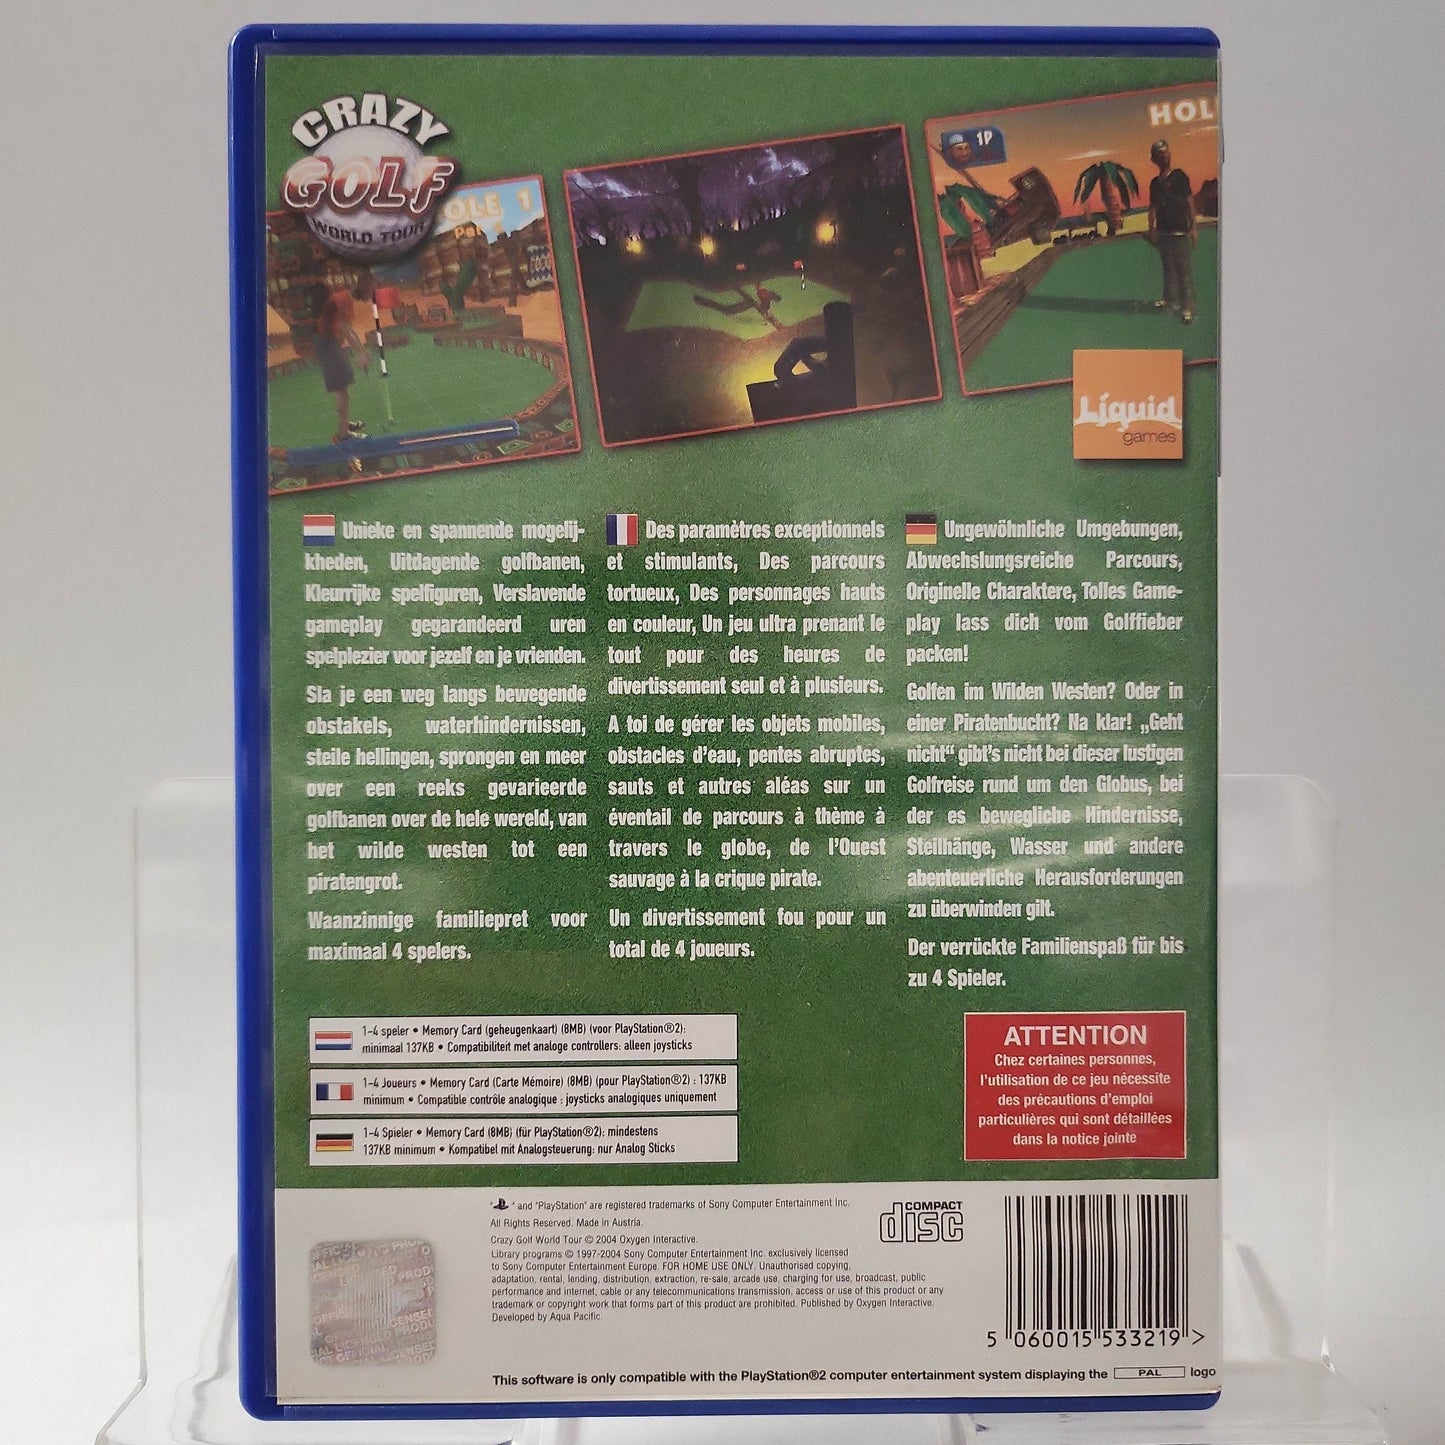 CRAZY
GOLF
WORLD TOUR
OLE 1
Par
1P
HOL
Liquid
games
Unieke en spannende mogelij-
kheden, Uitdagende golfbanen,
Kleurrijke spelfiguren, Verslavende
gameplay gegarandeerd uren
spelplezier voor jezelf en je vrienden.
Sla je een weg langs bewegende
obstakels, waterhindernissen,
steile hellingen, sprongen en meer
over een reeks gevarieerde
golfbanen over de hele wereld, van
het wilde westen tot een
piratengrot.
Waanzinnige familiepret voor
maximaal 4 spelers.
Des paramètres exceptionnels
et stimulants, Des parcours
tortueux, Des personnages hauts
en couleur, Un jeu ultra prenant le
tout pour des heures de
divertissement seul et à plusieurs.
A toi de gérer les objets mobiles,
obstacles d'eau, pentes abruptes,
sauts et autres aléas sur un
éventail de parcours à thème à
travers le globe, de l'Ouest
sauvage à la crique pirate.
Un divertissement fou pour un
total de 4 joueurs.
Ungewöhnliche Umgebungen,
Abwechslungsreiche Parcours,
Originelle Charaktere, Tolles Game-
play lass dich vom Golffieber
packen!
Golfen im Wilden Westen? Oder in
einer Piratenbucht? Na klar! „Geht
nicht“ gibt's nicht bei dieser lustigen
Golfreise rund um den Globus, bei
der es bewegliche Hindernisse,
Steilhänge, Wasser und andere
abenteuerliche Herausforderungen
zu überwinden gilt.
Der verrückte Familienspaß für bis
zu 4 Spieler.
1-4 speler • Memory Card (geheugenkaart) (8MB) (voor PlayStation®2):
minimaal 137KB • Compatibiliteit met analoge controllers: alleen joysticks
1-4 Joueurs • Memory Card (Carte Mémoire) (8MB) (pour PlayStation®2) : 137KB
minimum • Compatible contrôle analogique : joysticks analogiques uniquement
1-4 Spieler • Memory Card (8MB) (für PlayStation®2): mindestens
137KB minimum • Kompatibel mit Analogsteuerung: nur Analog Sticks
ATTENTION
Chez certaines personnes,
l'utilisation de ce jeu nécessite
des précautions d'emploi
particulières qui sont détaillées
dans la notice jointe
" " and "PlayStation" are registered trademarks of Sony Computer Entertainment Inc.
All Rights Reserved. Made in Austria.
Crazy Golf World Tour © 2004 Oxygen Interactive.
Library programs © 1997-2004 Sony Computer Entertainment Inc. exclusively licensed
to Sony Computer Entertainment Europe. FOR HOME USE ONLY. Unauthorised copying,
adaptation, rental, lending, distribution, extraction, re-sale, arcade use, charging for use, broadcast, public
performance and internet, cable or any telecommunications transmission, access or use of this product or any
trademark or copyright work that forms part of this product are prohibited. Published by Oxygen Interactive.
Developed by Aqua Pacific.
COMPACT
disc
5 060015 533219 >
This software is only compatible with the PlayStation®2 computer entertainment system displaying the PAL logo